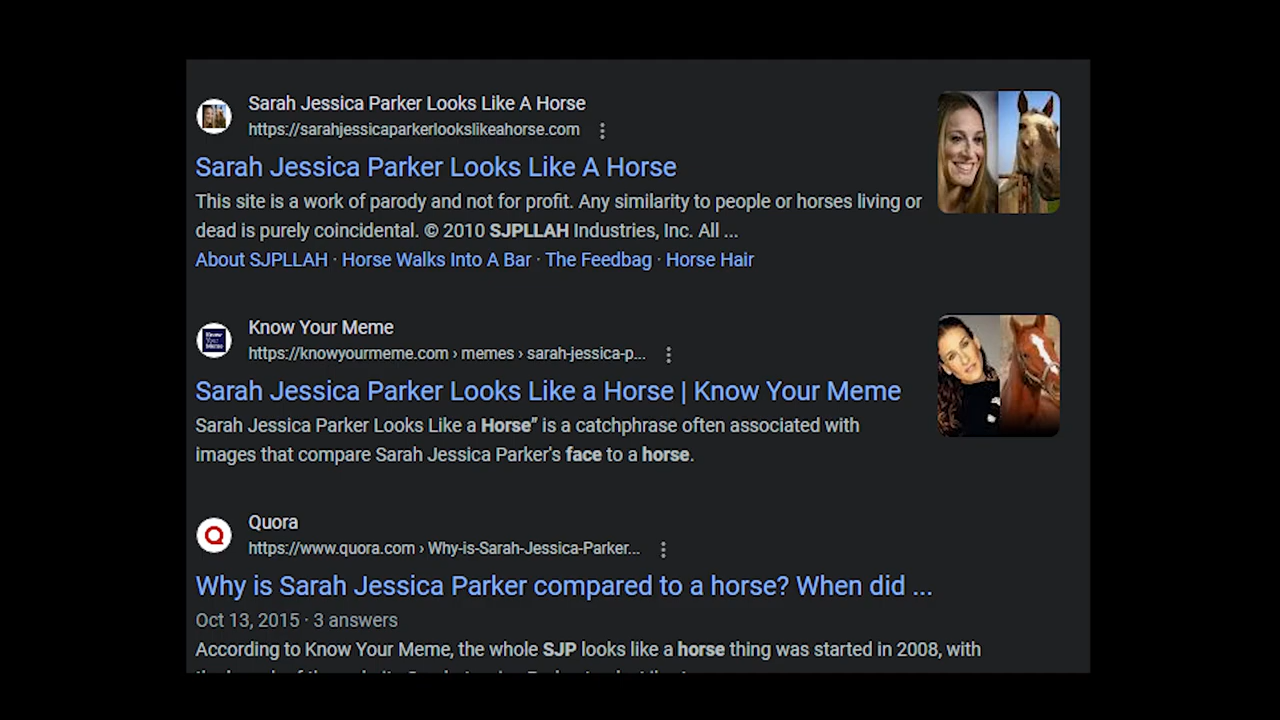 Sarah Jessica Parker Looks Like A Horse
https://sarahjessicaparkerlookslikeahorse.com
Sarah Jessica Parker Looks Like A Horse
This site is a work of parody and not for profit. Any similarity to people or horses living or
dead is purely coincidental. © 2010 SJPLLAH Industries, Inc. All ...
About SJPLLAH · Horse Walks Into A Bar · The Feedbag · Horse Hair
Know Your Meme
Know Your Meme
https://knowyourmeme.com › memes › sarah-jessica-p...
Sarah Jessica Parker Looks Like a Horse | Know Your Meme
Sarah Jessica Parker Looks Like a Horse” is a catchphrase often associated with
images that compare Sarah Jessica Parker's face to a horse.
Q
Quora
https://www.quora.com › Why-is-Sarah-Jessica-Parker...
Why is Sarah Jessica Parker compared to a horse? When did ...
Oct 13, 2015 · 3 answers
According to Know Your Meme, the whole SJP looks like a horse thing was started in 2008, with